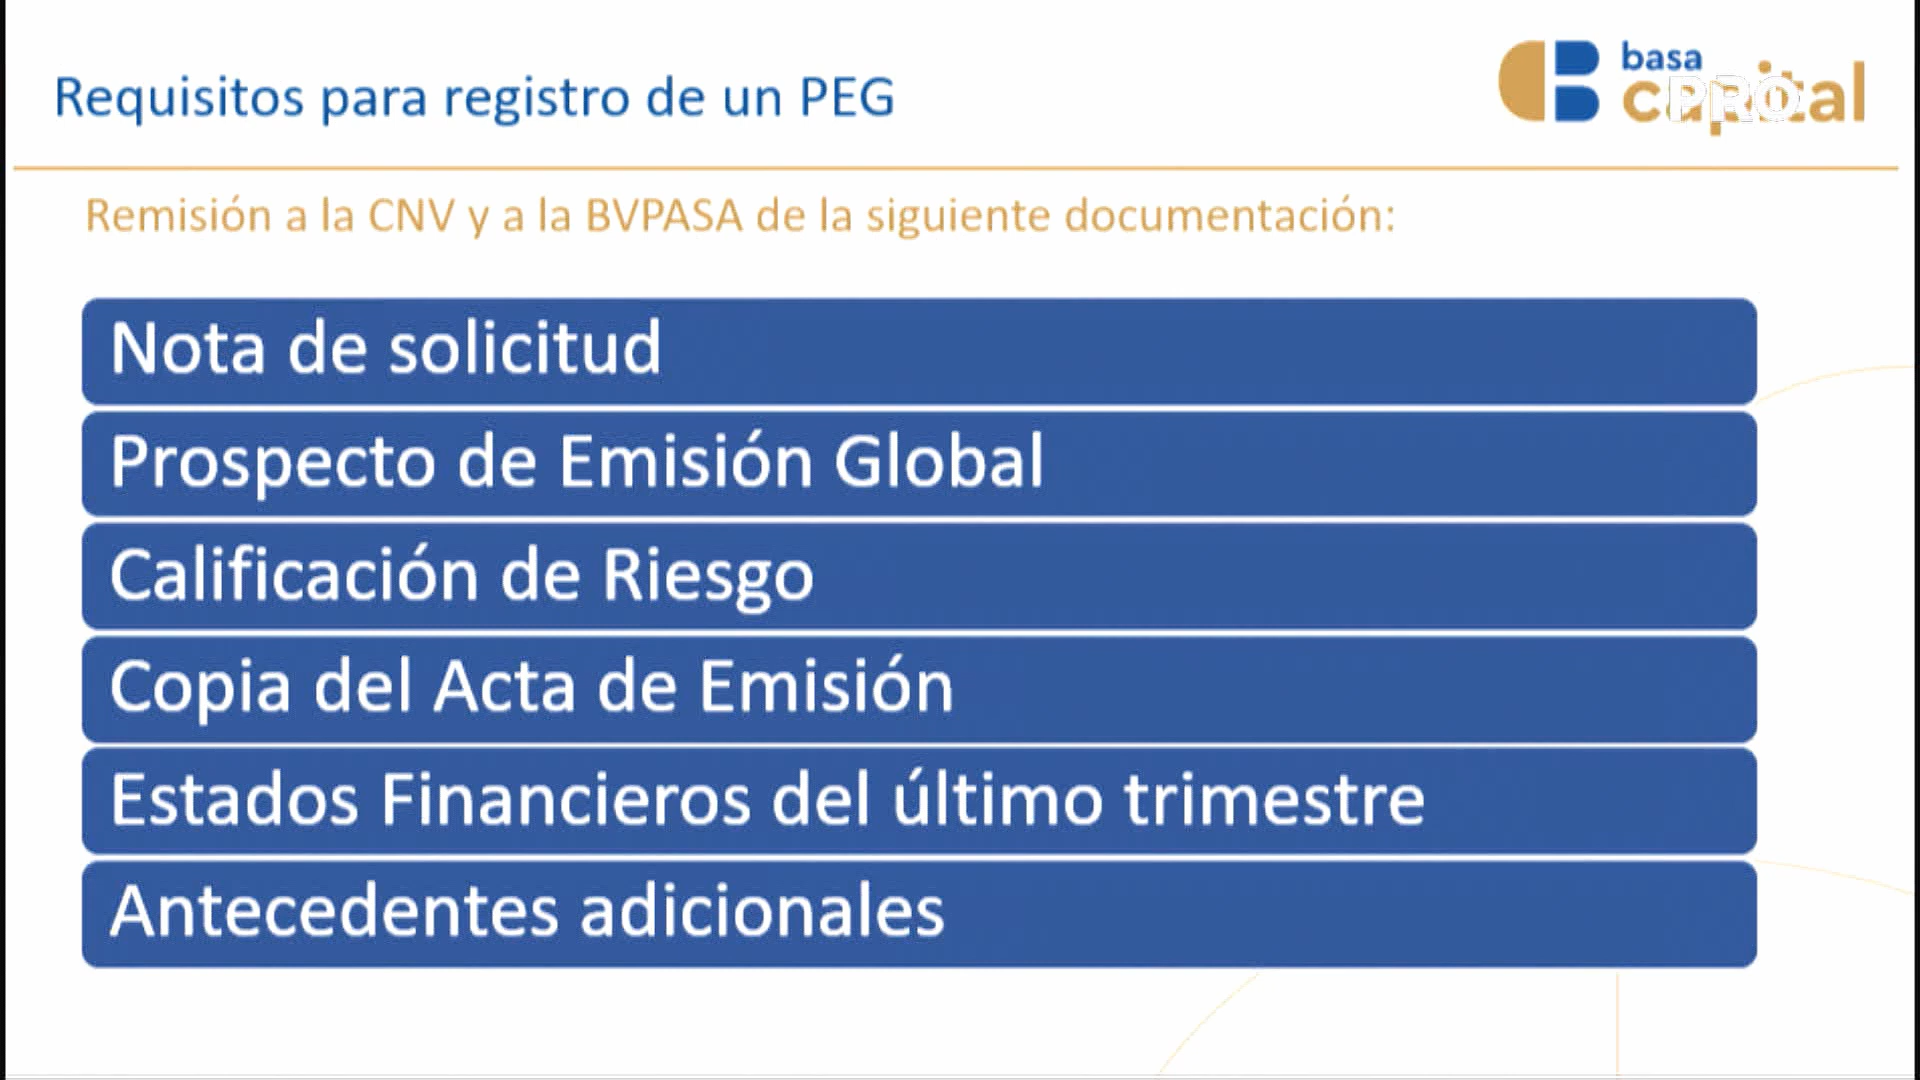 Requisitos para registro de un PEG
basa
capital
PRO
Remisión a la CNV y a la BVPASA de la siguiente documentación:
Nota de solicitud
Prospecto de Emisión Global
Calificación de Riesgo
Copia del Acta de Emisión
Estados Financieros del último trimestre
Antecedentes adicionales